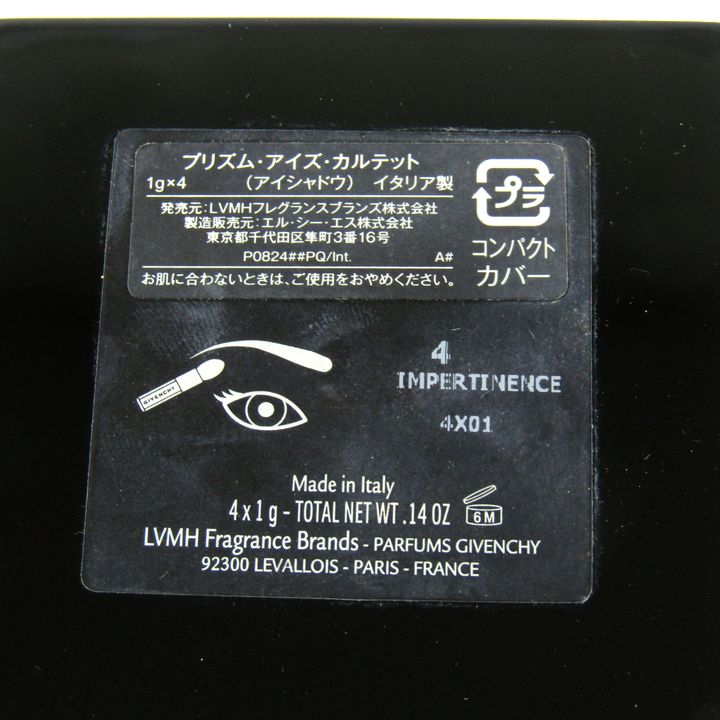 プリズム・アイズ・カルテット
1g×4 (アイシャドウ) イタリア製
発売元:LVMHフレグランスブランズ株式会社
製造販売元:エル・シー・エス株式会社
東京都千代田区隼町3番16号
P0824##PQ/Int. A#
お肌に合わないときは、ご使用をおやめください。
プラ
コンパクト
カバー
GIVENCHY
4
IMPERTINENCE
4X01
Made in Italy
4 x 1 g - TOTAL NET WT .14 OZ
6 M
LVMH Fragrance Brands - PARFUMS GIVENCHY
92300 LEVALLOIS - PARIS - FRANCE